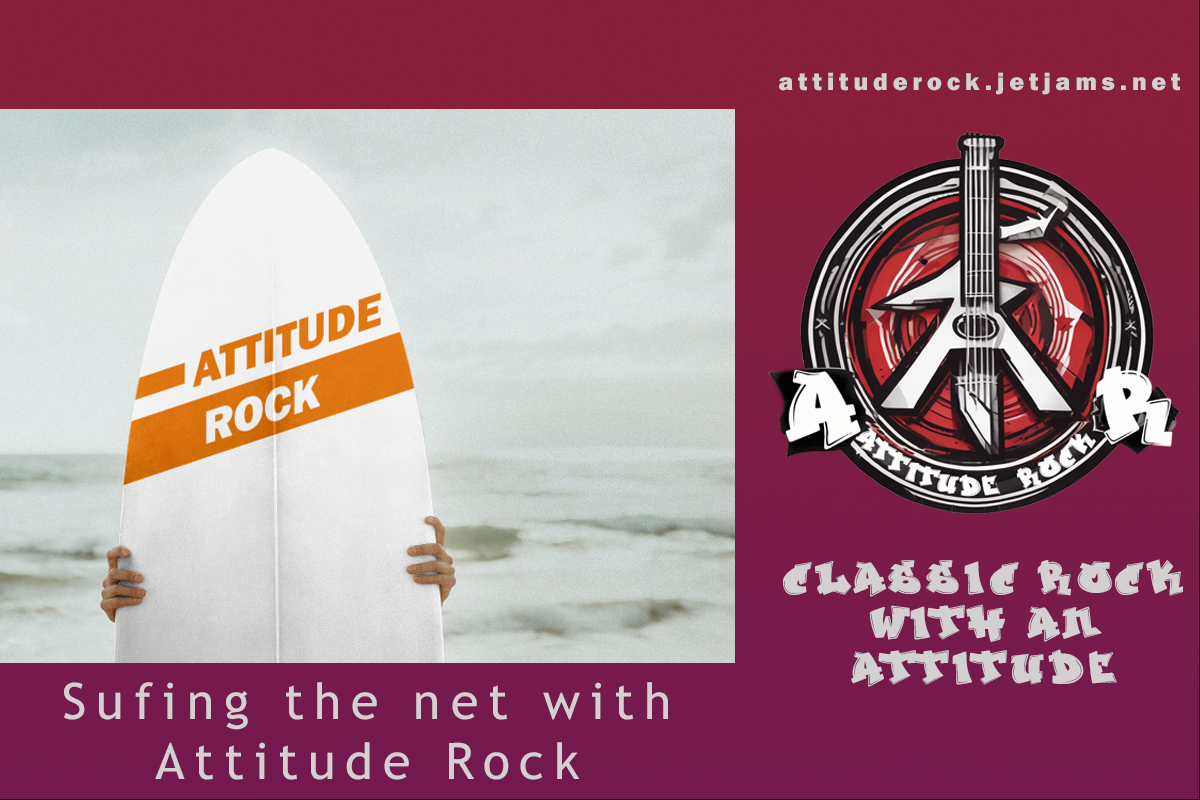 attituderock.jetjams.net
ATTITUDE
ROCK
A R
ATTITUDE ROCK
CLASSIC ROCK
WITH AN
ATTITUDE
Sufing the net with
Attitude Rock